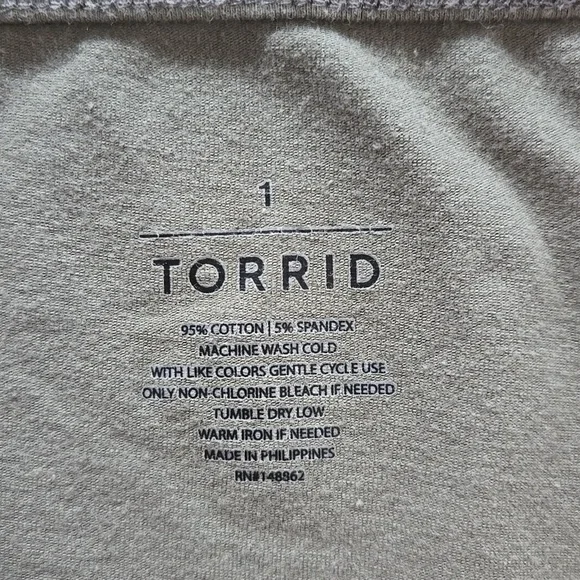 1
TORRID
95% COTTON | 5% SPANDEX
MACHINE WASH COLD
WITH LIKE COLORS GENTLE CYCLE USE
ONLY NON-CHLORINE BLEACH IF NEEDED
TUMBLE DRY LOW
WARM IRON IF NEEDED
MADE IN PHILIPPINES
RN#148862